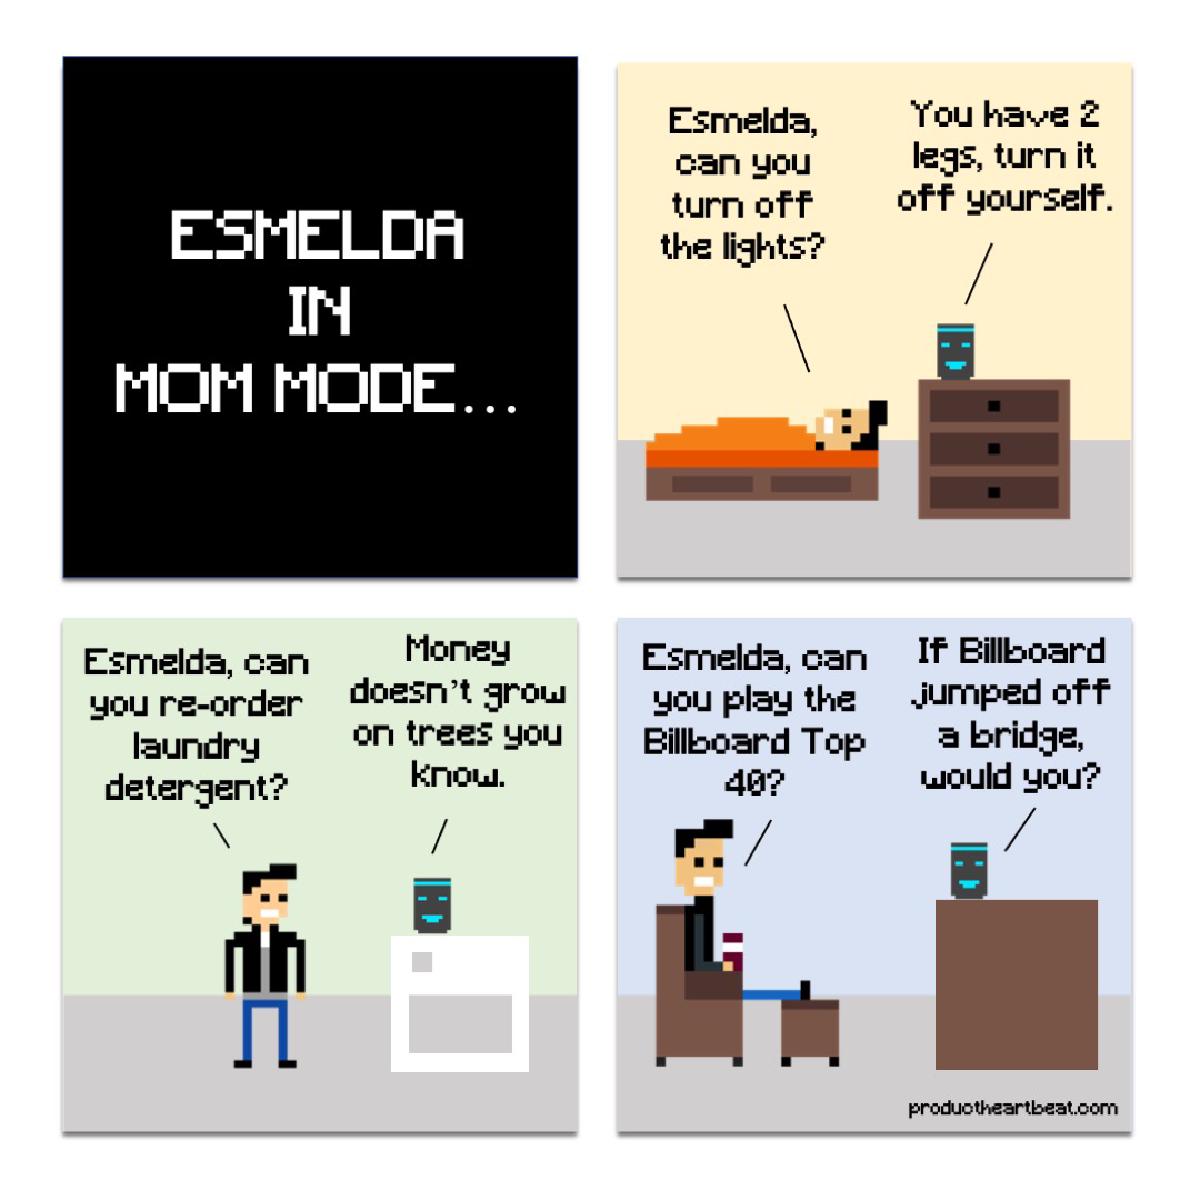 ESMELDA
IN
MOM MODE...
Esmelda,
can you
turn off
the lights?
You have 2
legs, turn it
off yourself.
Esmelda, can
you re-order
laundry
detergent?
Money
doesn't grow
on trees you
know.
Esmelda, can
you play the
Billboard Top
40?
If Billboard
jumped off
a bridge,
would you?
productheartbeat.com